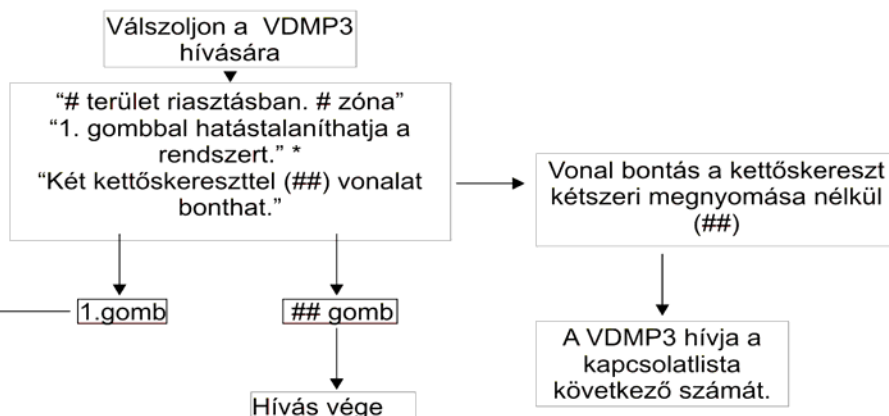 Válszoljon a VDMP3
hívására
“# terület riasztásban. # zóna”
“1. gombbal hatástalaníthatja a
rendszert.” *
“Két kettőskereszttel (##) vonalat
bonthat.”
Vonal bontás a kettőskereszt
kétszeri megnyomása nélkül
(##)
1.gomb
## gomb
A VDMP3 hívja a
kapcsolatlista
következő számát.
Hívás vége